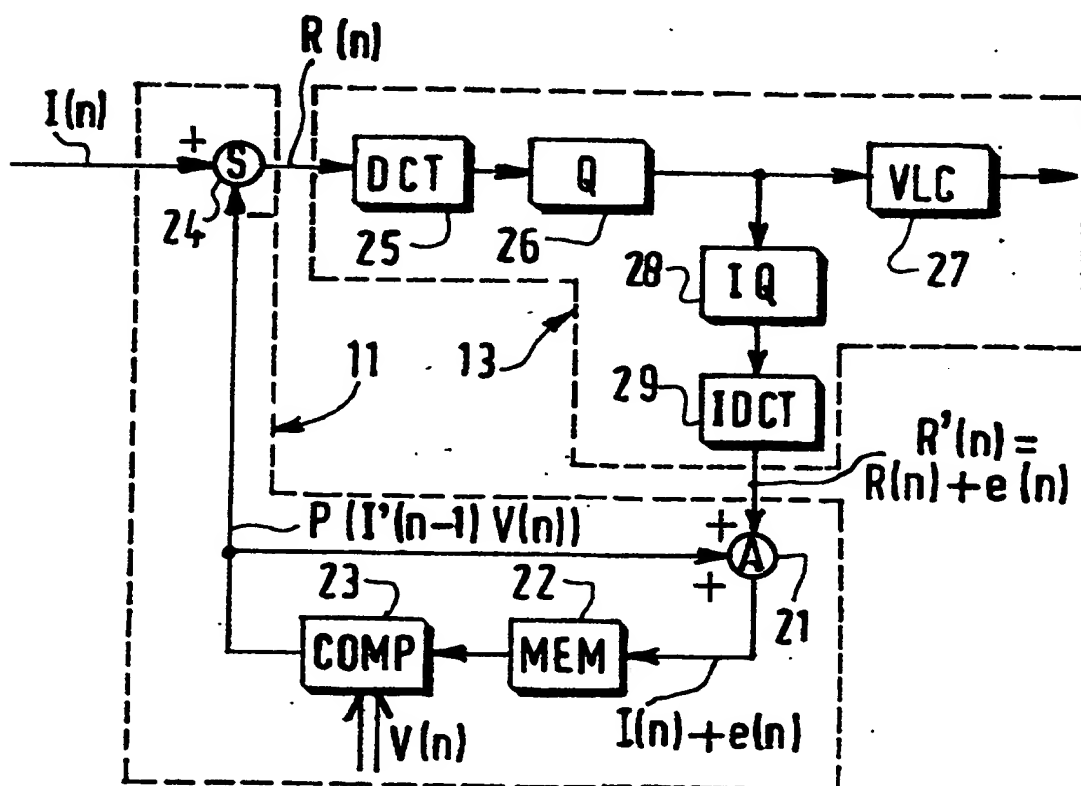 R (n)
I(n)
+
S
DCT
Q
VLC
24
−
25
26
28
IQ
27
11
13
29
IDCT
R'(n) =
R(n)+e(n)
P (I'(n−1) V(n))
+
A
+
23
22
21
COMP
MEM
V(n)
I(n)+e(n)